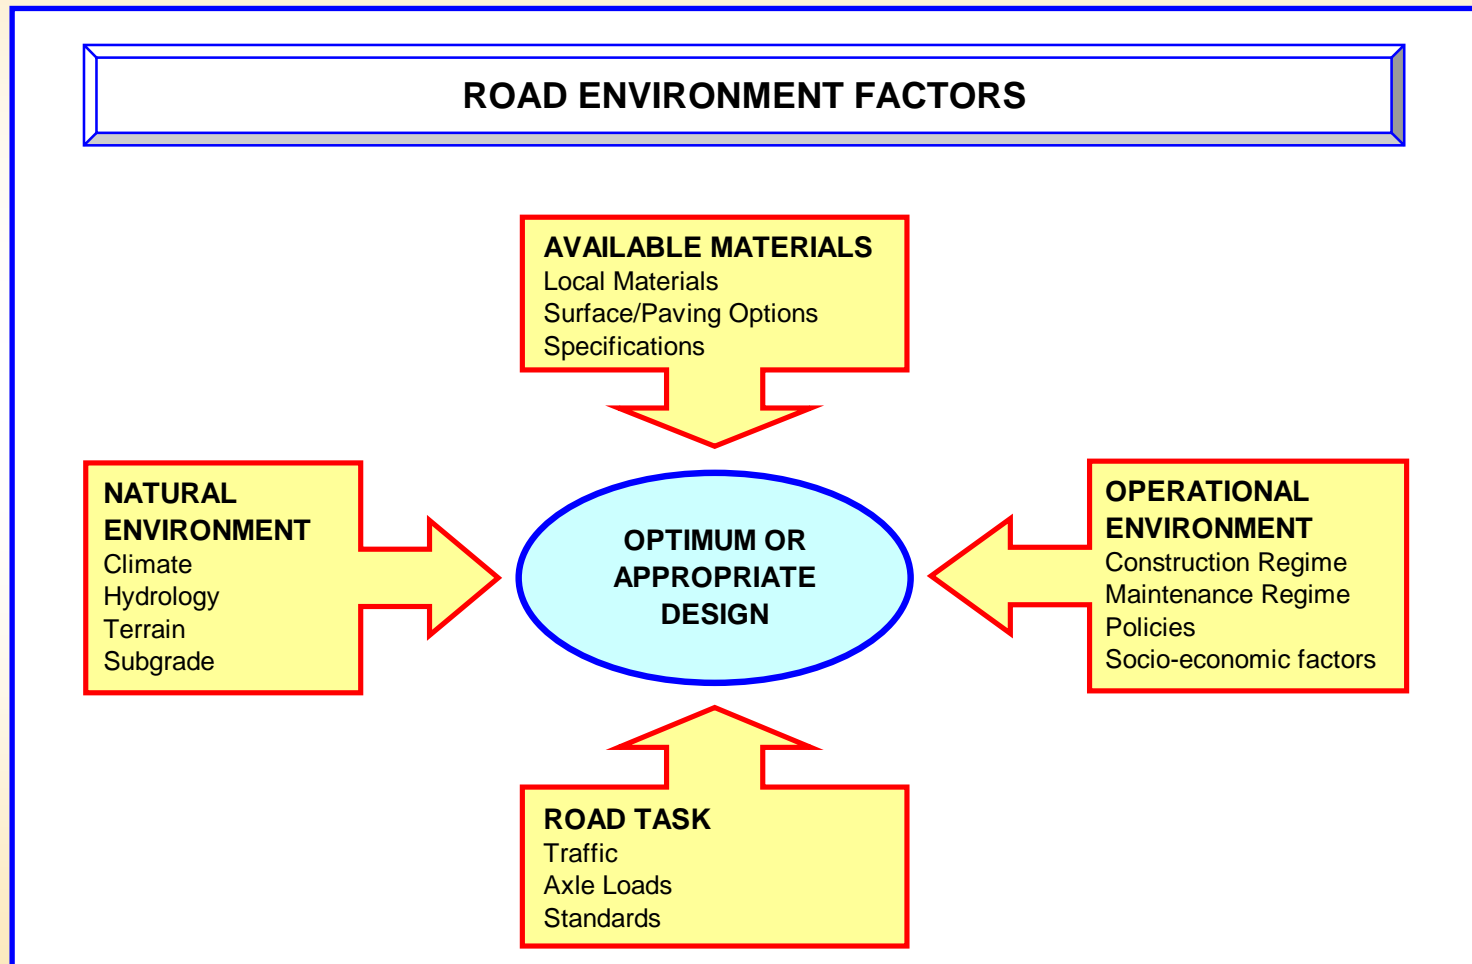 ROAD ENVIRONMENT FACTORS
AVAILABLE MATERIALS
Local Materials
Surface/Paving Options
Specifications
NATURAL
ENVIRONMENT
Climate
Hydrology
Terrain
Subgrade
OPTIMUM OR
APPROPRIATE
DESIGN
OPERATIONAL
ENVIRONMENT
Construction Regime
Maintenance Regime
Policies
Socio-economic factors
ROAD TASK
Traffic
Axle Loads
Standards